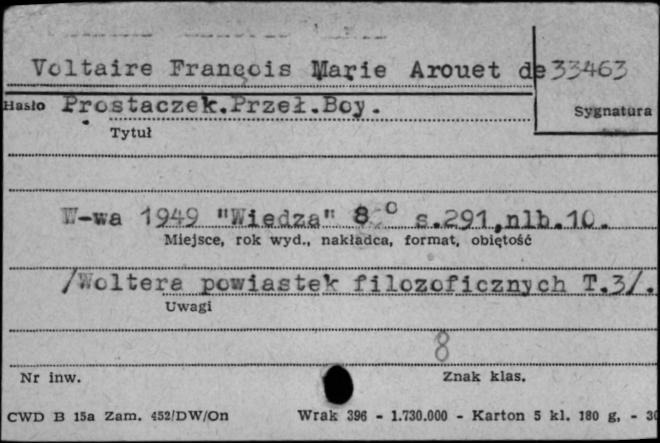 Voltaire François Marie Arouet de 33463
Hasło Prostaczek.Przeł.Boy.
Sygnatura
Tytuł
W-wa 1949 "Wiedza" 8° s.291,nlb.10.
Miejsce, rok wyd., nakładca, format, objętość
/Woltera powiastek filozoficznych T.3/.
Uwagi
8
Nr inw.
Znak klas.
CWD B 15a Zam. 452/DW/On Wrak 396 - 1.730.000 - Karton 5 kl. 180 g, -